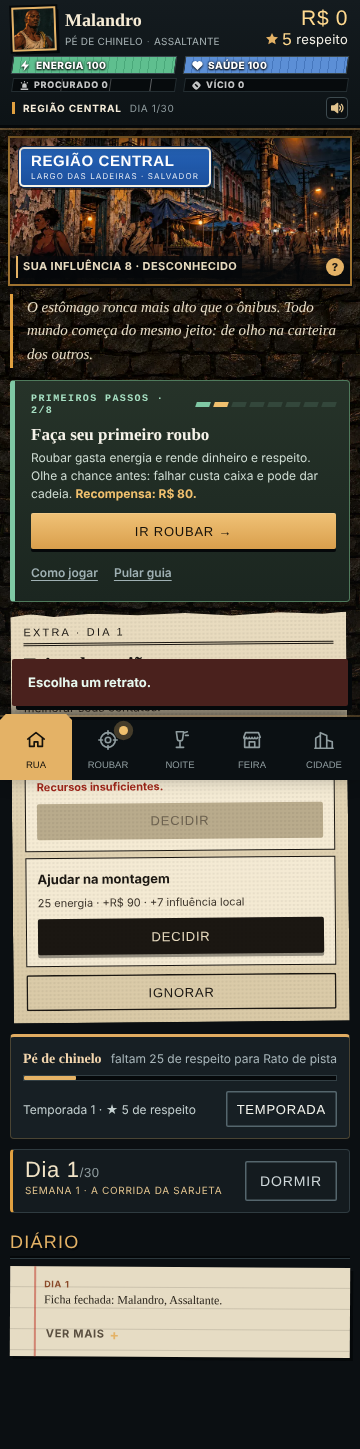 Malandro
PÉ DE CHINELO · ASSALTANTE
R$ 0
★ 5 respeito
ENERGIA 100
SAÚDE 100
PROCURADO 0
VÍCIO 0
REGIÃO CENTRAL DIA 1/30
REGIÃO CENTRAL
LARGO DAS LADEIRAS · SALVADOR
SUA INFLUÊNCIA 8 · DESCONHECIDO
?
O estômago ronca mais alto que o ônibus. Todo
mundo começa do mesmo jeito: de olho na carteira
dos outros.
PRIMEIROS PASSOS ·
2/8
Faça seu primeiro roubo
Roubar gasta energia e rende dinheiro e respeito.
Olhe a chance antes: falhar custa caixa e pode dar
cadeia. Recompensa: R$ 80.
IR ROUBAR →
Como jogar Pular guia
EXTRA · DIA 1
Escolha um retrato.
RUA
ROUBAR
NOITE
FEIRA
CIDADE
Recursos insuficientes.
DECIDIR
Ajudar na montagem
25 energia · +R$ 90 · +7 influência local
DECIDIR
IGNORAR
Pé de chinelo faltam 25 de respeito para Rato de pista
Temporada 1 · ★ 5 de respeito
TEMPORADA
Dia 1/30
SEMANA 1 · A CORRIDA DA SARJETA
DORMIR
DIÁRIO
DIA 1
Ficha fechada: Malandro, Assaltante.
VER MAIS +